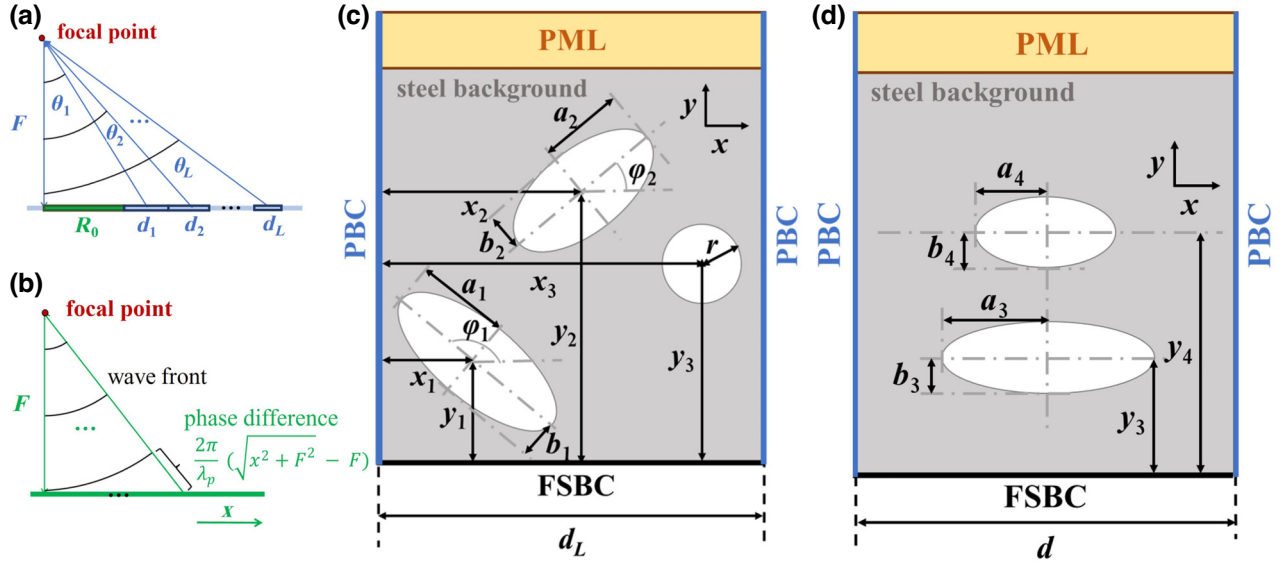 (a)
focal point
F
θ1
θ2
...
θL
R0
d1
d2
...
dL
(b)
focal point
F
wave front
...
phase difference
2π/λp (√x² + F² − F)
...
x
(c)
PML
steel background
y
x
a2
φ2
x2
b2
r
x3
a1
φ1
y2
y3
x1
y1
b1
PBC
PBC
FSBC
dL
(d)
PML
steel background
y
x
a4
b4
a3
b3
y4
y3
PBC
PBC
FSBC
d